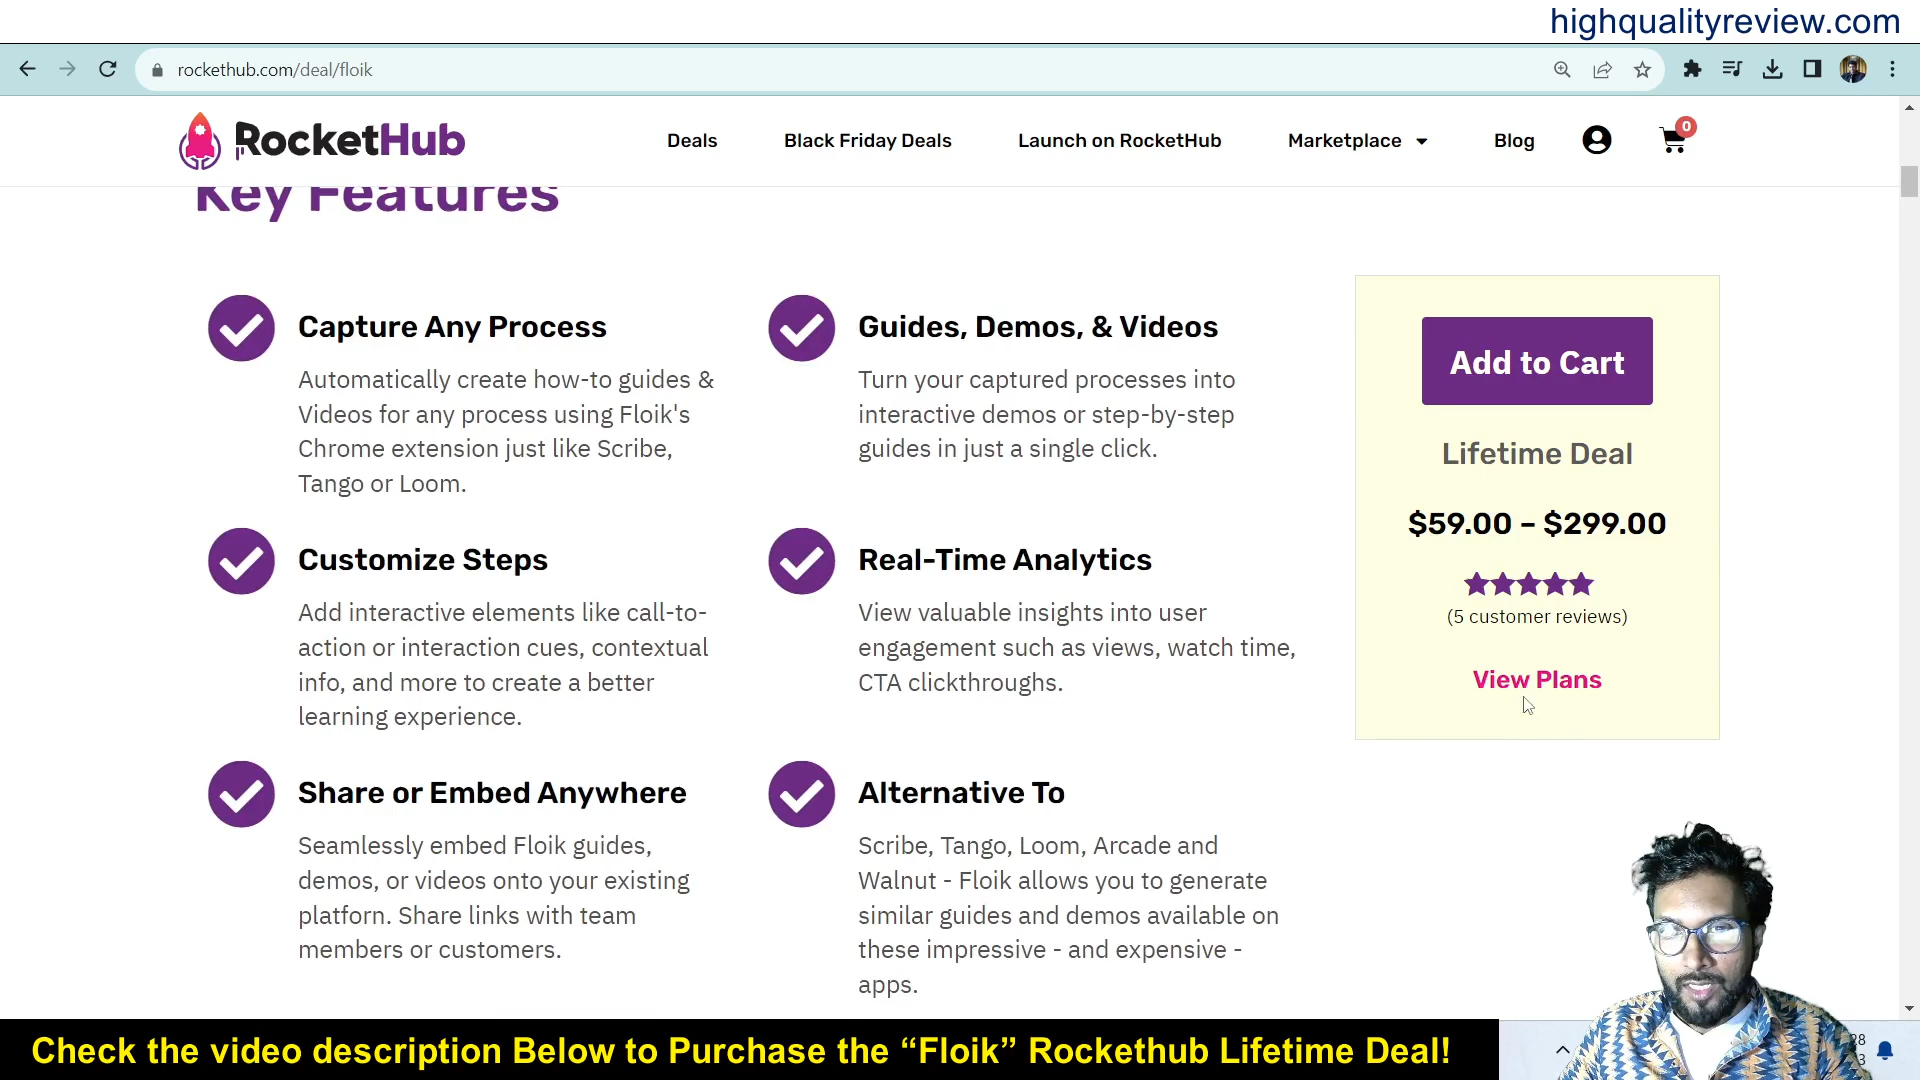 highqualityreview.com
rockethub.com/deal/floik
RocketHub
Deals
Black Friday Deals
Launch on RocketHub
Marketplace
Blog
0
Key Features
Capture Any Process
Automatically create how-to guides &
Videos for any process using Floik's
Chrome extension just like Scribe,
Tango or Loom.
Guides, Demos, & Videos
Turn your captured processes into
interactive demos or step-by-step
guides in just a single click.
Customize Steps
Add interactive elements like call-to-
action or interaction cues, contextual
info, and more to create a better
learning experience.
Real-Time Analytics
View valuable insights into user
engagement such as views, watch time,
CTA clickthroughs.
Share or Embed Anywhere
Seamlessly embed Floik guides,
demos, or videos onto your existing
platforn. Share links with team
members or customers.
Alternative To
Scribe, Tango, Loom, Arcade and
Walnut - Floik allows you to generate
similar guides and demos available on
these impressive - and expensive -
apps.
Add to Cart
Lifetime Deal
$59.00 – $299.00
(5 customer reviews)
View Plans
Check the video description Below to Purchase the “Floik” Rockethub Lifetime Deal!